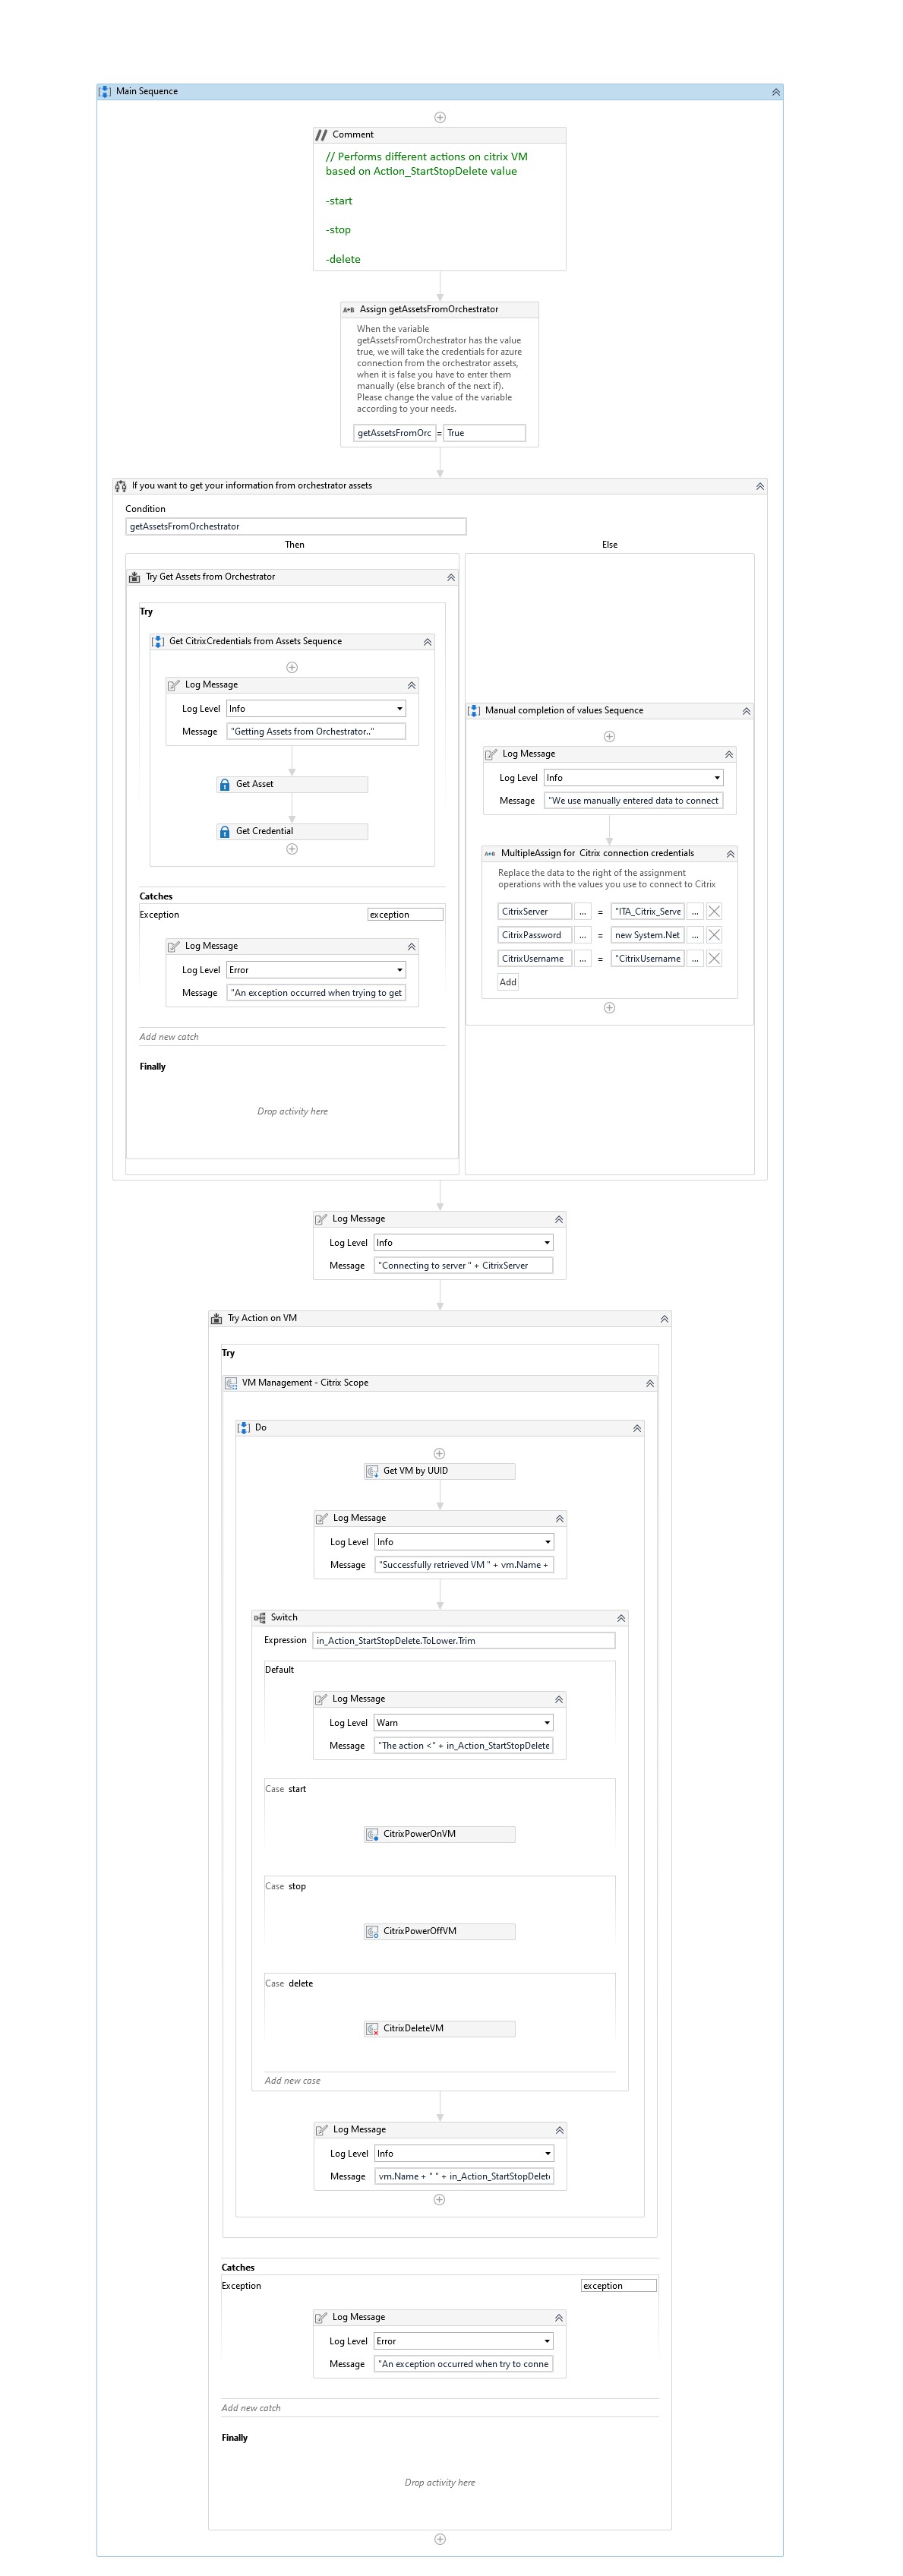 Main Sequence
Comment
// Performs different actions on citrix VM
based on Action_StartStopDelete value
-start
-stop
-delete
A*B Assign getAssetsFromOrchestrator
When the variable
getAssetsFromOrchestrator has the value
true, we will take the credentials for azure
connection from the orchestrator assets,
when it is false you have to enter them
manually (else branch of the next if).
Please change the value of the variable
according to your needs.
getAssetsFromOrc = True
If you want to get your information from orchestrator assets
Condition
getAssetsFromOrchestrator
Then
Else
Try Get Assets from Orchestrator
Try
Get CitrixCredentials from Assets Sequence
Log Message
Log Level Info
Message "Getting Assets from Orchestrator.."
Get Asset
Get Credential
Catches
Exception exception
Log Message
Log Level Error
Message "An exception occurred when trying to get
Add new catch
Finally
Drop activity here
Manual completion of values Sequence
Log Message
Log Level Info
Message "We use manually entered data to connect
A*B MultipleAssign for Citrix connection credentials
Replace the data to the right of the assignment
operations with the values you use to connect to Citrix
CitrixServer ... = "ITA_Citrix_Serve ...
CitrixPassword ... = new System.Net ...
CitrixUsername ... = "CitrixUsername ...
Add
Log Message
Log Level Info
Message "Connecting to server " + CitrixServer
Try Action on VM
Try
VM Management - Citrix Scope
Do
Get VM by UUID
Log Message
Log Level Info
Message "Successfully retrieved VM " + vm.Name +
Switch
Expression in_Action_StartStopDelete.ToLower.Trim
Default
Log Message
Log Level Warn
Message "The action <" + in_Action_StartStopDelete
Case start
CitrixPowerOnVM
Case stop
CitrixPowerOffVM
Case delete
CitrixDeleteVM
Add new case
Log Message
Log Level Info
Message vm.Name + " " + in_Action_StartStopDelet
Catches
Exception exception
Log Message
Log Level Error
Message "An exception occurred when try to conne
Add new catch
Finally
Drop activity here